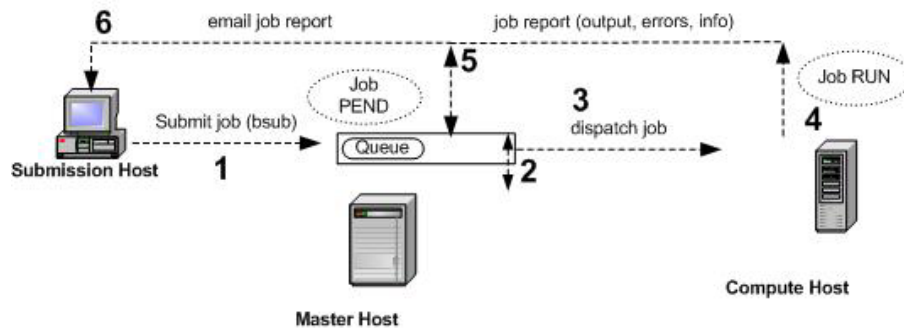 6
email job report
job report (output, errors, info)
5
Job
PEND
3
Job RUN
Submit job (bsub)
dispatch job
4
Queue
1
2
Submission Host
Compute Host
Master Host